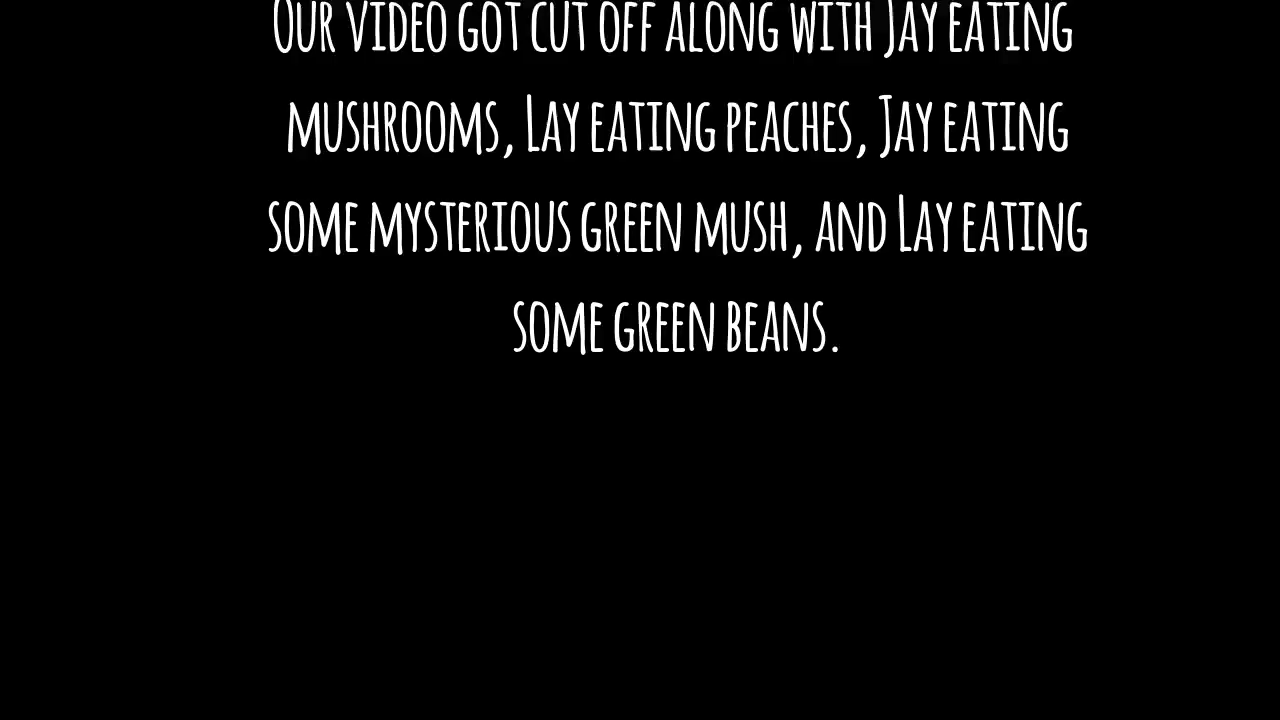 Our video got cut off along with Jay eating
mushrooms, Lay eating peaches, Jay eating
some mysterious green mush, and Lay eating
some green beans.